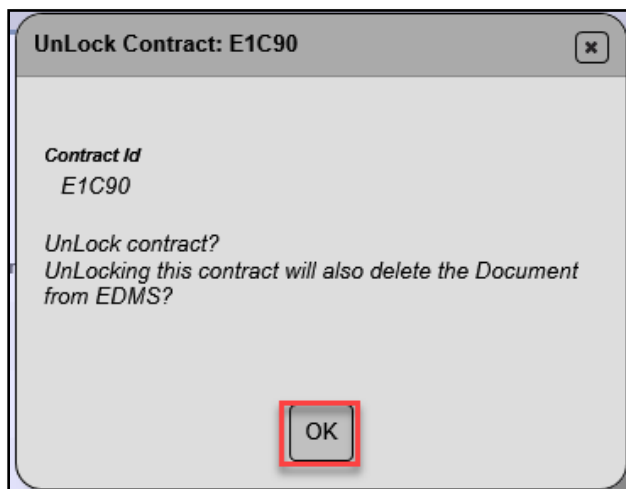 UnLock Contract: E1C90
Contract Id
E1C90
UnLock contract?
UnLocking this contract will also delete the Document
from EDMS?
OK